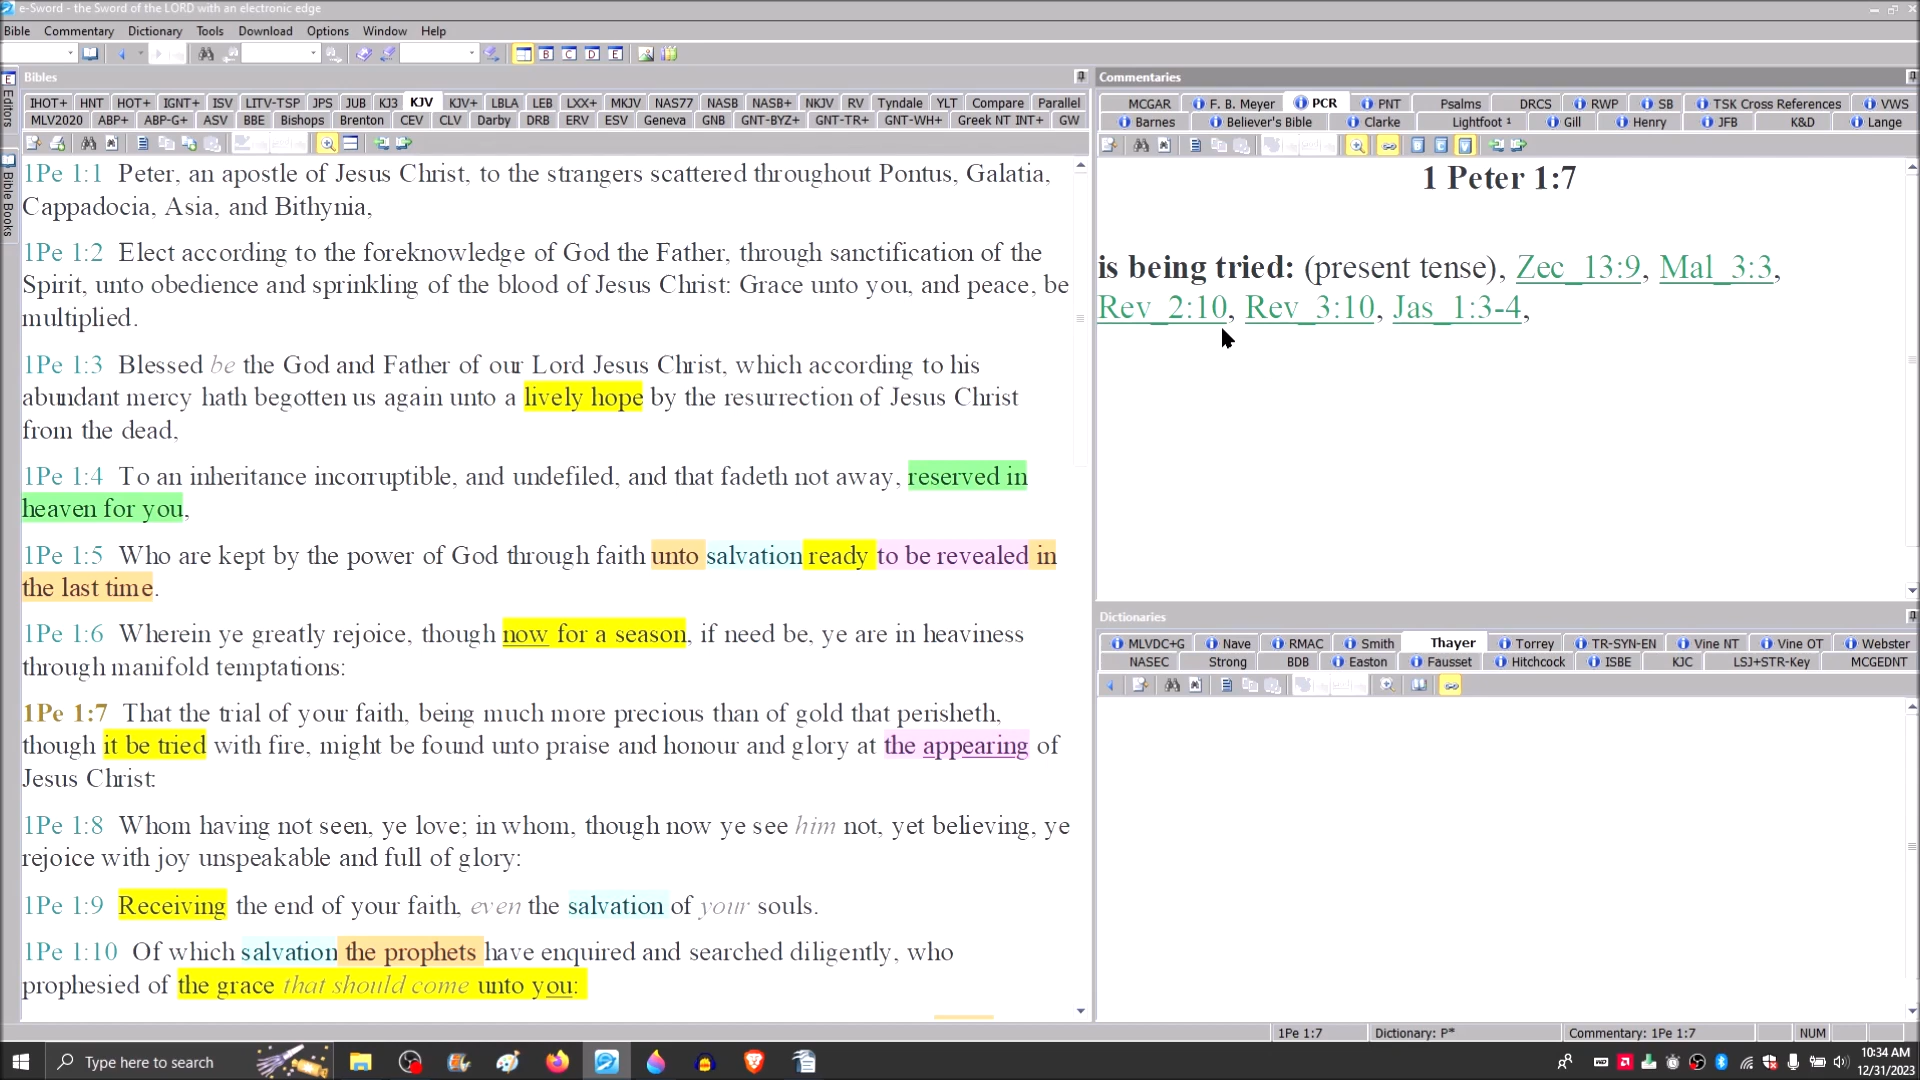 e-Sword - the Sword of the LORD with an electronic edge
Bible Commentary Dictionary Tools Download Options Window Help
B C D E
Bibles
IHOT+ HNT HOT+ IGNT+ ISV LITV-TSP JPS JUB KJ3 KJV KJV+ LBLA LEB LXX+ MKJV NAS77 NASB NASB+ NKJV RV Tyndale YLT Compare Parallel
MLV2020 ABP+ ABP-G+ ASV BBE Bishops Brenton CEV CLV Darby DRB ERV ESV Geneva GNB GNT-BYZ+ GNT-TR+ GNT-WH+ Greek NT INT+ GW
Editors
Bible Books
1Pe 1:1 Peter, an apostle of Jesus Christ, to the strangers scattered throughout Pontus, Galatia,
Cappadocia, Asia, and Bithynia,
1Pe 1:2 Elect according to the foreknowledge of God the Father, through sanctification of the
Spirit, unto obedience and sprinkling of the blood of Jesus Christ: Grace unto you, and peace, be
multiplied.
1Pe 1:3 Blessed be the God and Father of our Lord Jesus Christ, which according to his
abundant mercy hath begotten us again unto a lively hope by the resurrection of Jesus Christ
from the dead,
1Pe 1:4 To an inheritance incorruptible, and undefiled, and that fadeth not away, reserved in
heaven for you,
1Pe 1:5 Who are kept by the power of God through faith unto salvation ready to be revealed in
the last time.
1Pe 1:6 Wherein ye greatly rejoice, though now for a season, if need be, ye are in heaviness
through manifold temptations:
1Pe 1:7 That the trial of your faith, being much more precious than of gold that perisheth,
though it be tried with fire, might be found unto praise and honour and glory at the appearing of
Jesus Christ:
1Pe 1:8 Whom having not seen, ye love; in whom, though now ye see him not, yet believing, ye
rejoice with joy unspeakable and full of glory:
1Pe 1:9 Receiving the end of your faith, even the salvation of your souls.
1Pe 1:10 Of which salvation the prophets have enquired and searched diligently, who
prophesied of the grace that should come unto you:
Commentaries
MCGAR F. B. Meyer PCR PNT Psalms DRCS RWP SB TSK Cross References VWS
Barnes Believer's Bible Clarke Lightfoot ¹ Gill Henry JFB K&D Lange
B C V
1 Peter 1:7
is being tried: (present tense), Zec_13:9, Mal_3:3,
Rev_2:10, Rev_3:10, Jas_1:3-4,
Dictionaries
MLVDC+G Nave RMAC Smith Thayer Torrey TR-SYN-EN Vine NT Vine OT Webster
NASEC Strong BDB Easton Fausset Hitchcock ISBE KJC LSJ+STR-Key MCGEDNT
1Pe 1:7 Dictionary: P* Commentary: 1Pe 1:7 NUM
Type here to search
10:34 AM
12/31/2023